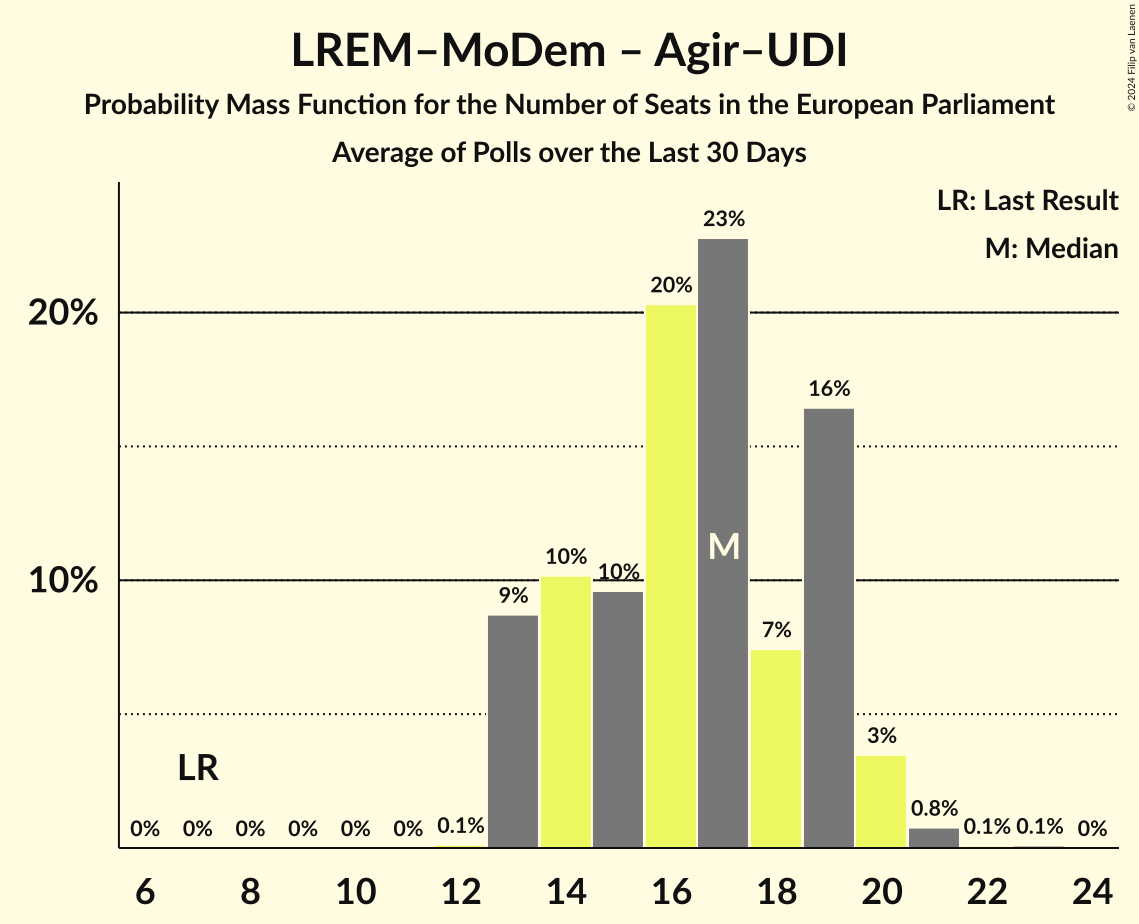 LREM–MoDem – Agir–UDI
Probability Mass Function for the Number of Seats in the European Parliament
Average of Polls over the Last 30 Days
© 2024 Filip van Laenen
LR: Last Result
M: Median
23%
20%
20%
16%
M
10%
10%
10%
9%
7%
3%
LR
0% 0% 0% 0% 0% 0% 0.1% 0.8% 0.1% 0.1% 0%
6 8 10 12 14 16 18 20 22 24